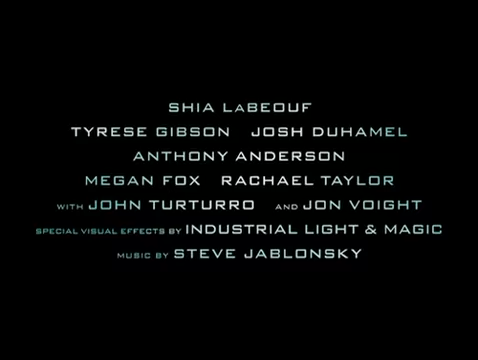 SHIA LaBEOUF
TYRESE GIBSON JOSH DUHAMEL
ANTHONY ANDERSON
MEGAN FOX RACHAEL TAYLOR
WITH JOHN TURTURRO AND JON VOIGHT
SPECIAL VISUAL EFFECTS BY INDUSTRIAL LIGHT & MAGIC
MUSIC BY STEVE JABLONSKY